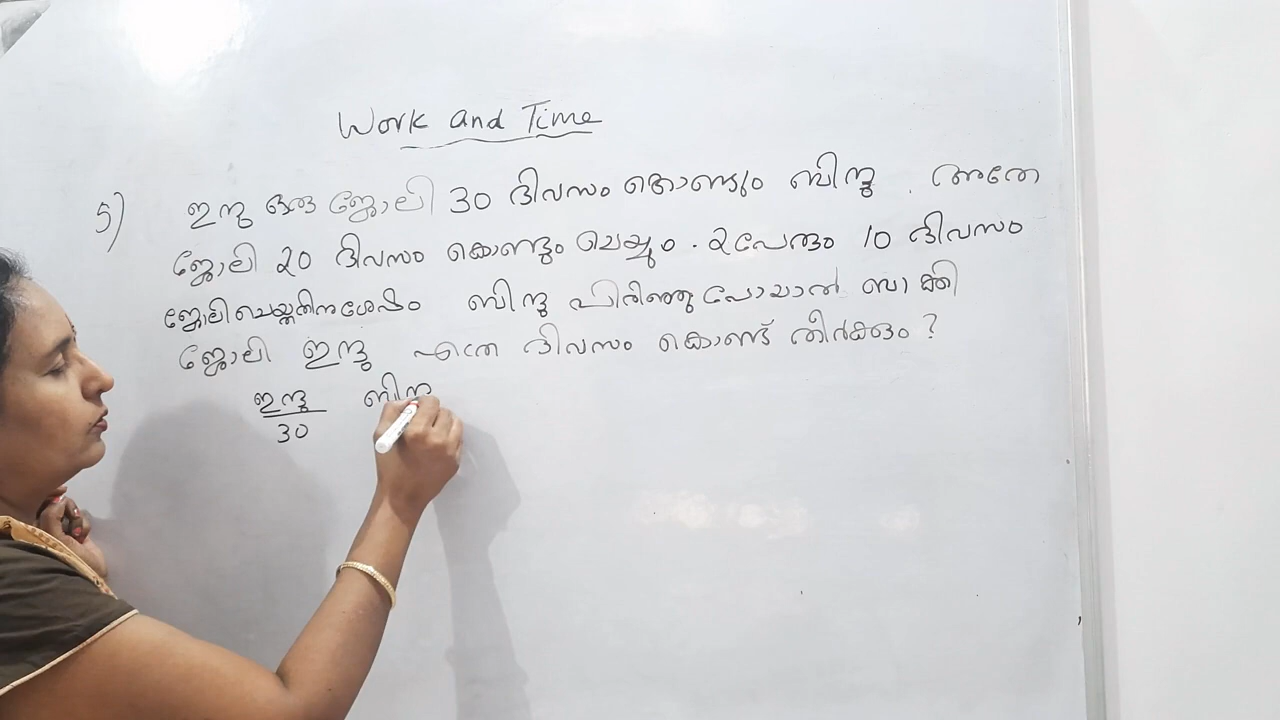 Work and Time
5) ഇന്ദു ഒരു ജോലി 30 ദിവസം കൊണ്ടും ബിന്ദു . അതേ
ജോലി 20 ദിവസം കൊണ്ടും ചെയ്യും . 2 പേരും 10 ദിവസം
ജോലി ചെയ്തതിനുശേഷം ബിന്ദു പിരിഞ്ഞു പോയാൽ ബാക്കി
ജോലി ഇന്ദു എത്ര ദിവസം കൊണ്ട് തീർക്കും ?
ഇന്ദു ബിന്ദു
30